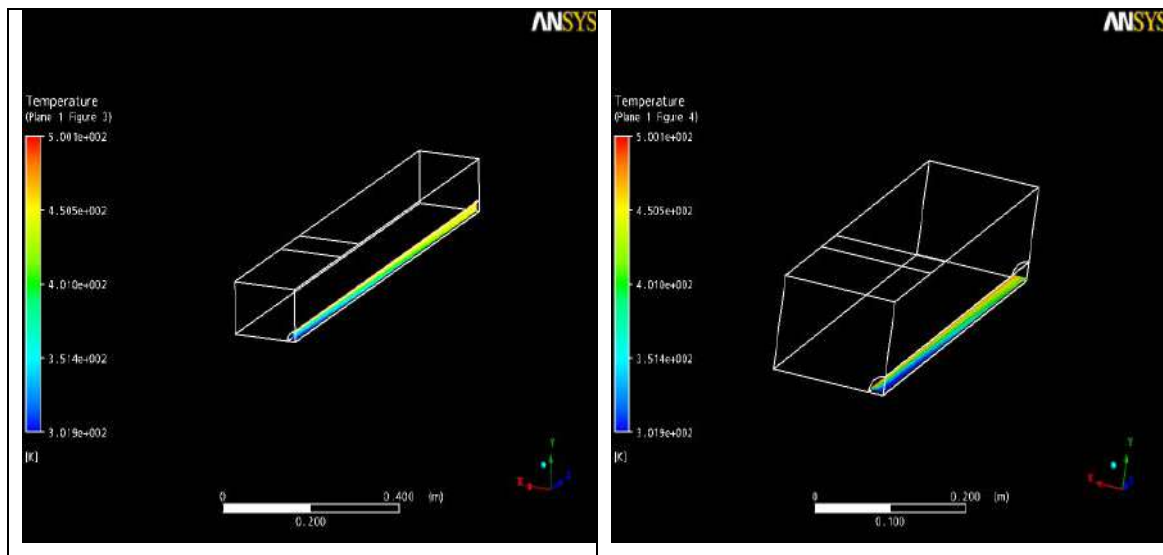 ANSYS
Temperature
(Plane 1 Figure 3)
5.001e+002
4.505e+002
4.010e+002
3.514e+002
3.019e+002
[K]
0
0.400
(m)
0.200
X
Y
Z
ANSYS
Temperature
(Plane 1 Figure 4)
5.001e+002
4.505e+002
4.010e+002
3.514e+002
3.019e+002
[K]
0
0.200
(m)
0.100
X
Y
Z